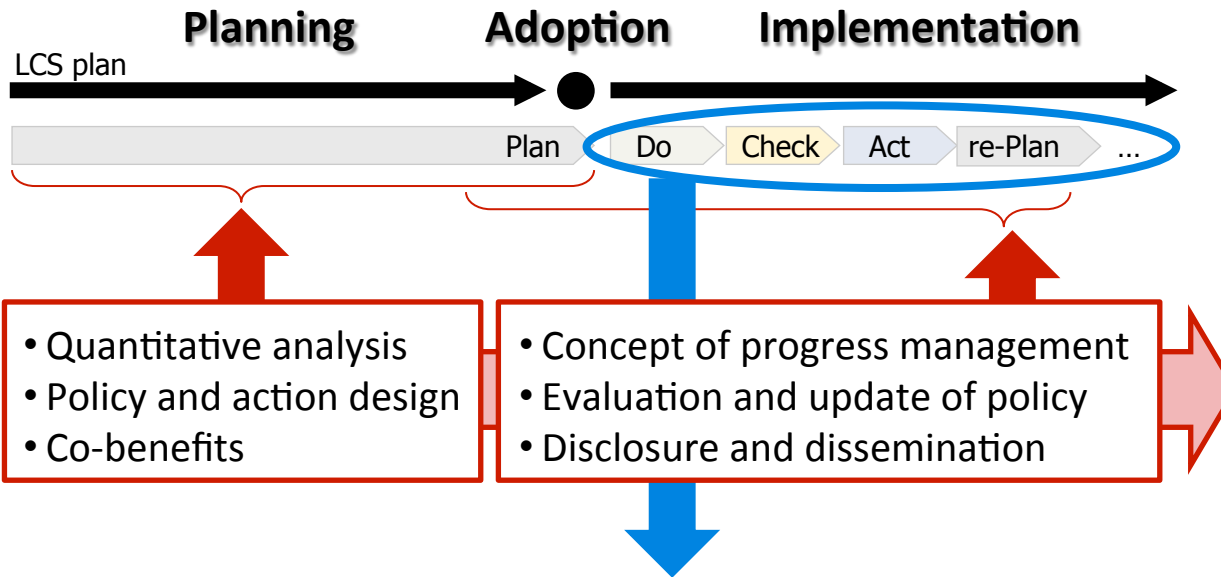 Planning Adoption Implementation
LCS plan
Plan Do Check Act re-Plan ...
• Quantitative analysis
• Policy and action design
• Co-benefits
• Concept of progress management
• Evaluation and update of policy
• Disclosure and dissemination